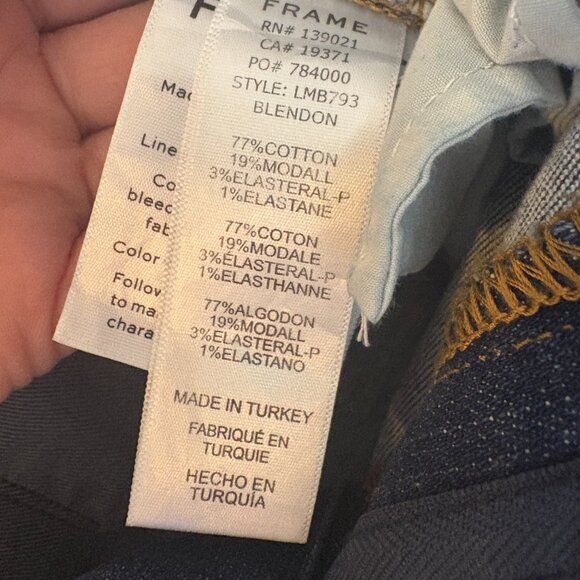 FRAME
RN# 139021
CA# 19371
PO# 784000
STYLE: LMB793
BLENDON
77%COTTON
19%MODALL
3%ELASTERAL-P
1%ELASTANE
77%COTON
19%MODALE
3%ELASTERAL-P
1%ELASTHANNE
77%ALGODON
19%MODALL
3%ELASTERAL-P
1%ELASTANO
MADE IN TURKEY
FABRIQUÉ EN
TURQUIE
HECHO EN
TURQUÍA
Line
bleed
fab
Color
Follow
to ma
chara